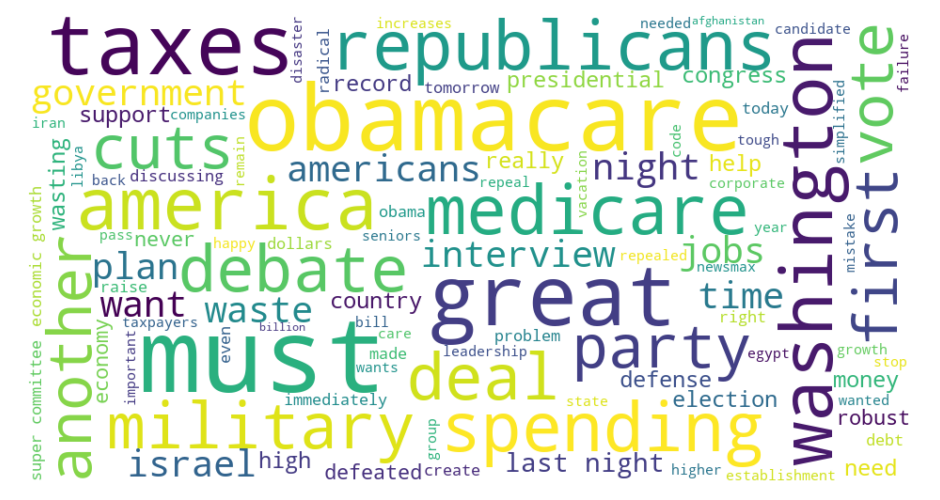 taxes
disaster
radical
increases
needed
afghanistan
candidate
republicans
record
tomorrow
presidential
congress
washington
vote
failure
government
support
companies
obamacare
today
tough
simplified
iran
wasting
libya
cuts
back
discussing
remain
americans
really
repeal
night
code
help
vacation
corporate
america
obama
medicare
year
first
super committee economic growth
another
pass
never
happy
dollars
seniors
interview
repealed
jobs
newsmax
mistake
plan
debate
raise
economy
want
waste
country
great
time
right
taxpayers
important
must
even
billion
bill
care
made
wants
problem
leadership
party
egypt
growth
stop
deal
defense
immediately
state
election
money
wanted
military
group
spending
robust
debt
israel
high
defeated
create
last night
higher
establishment
need